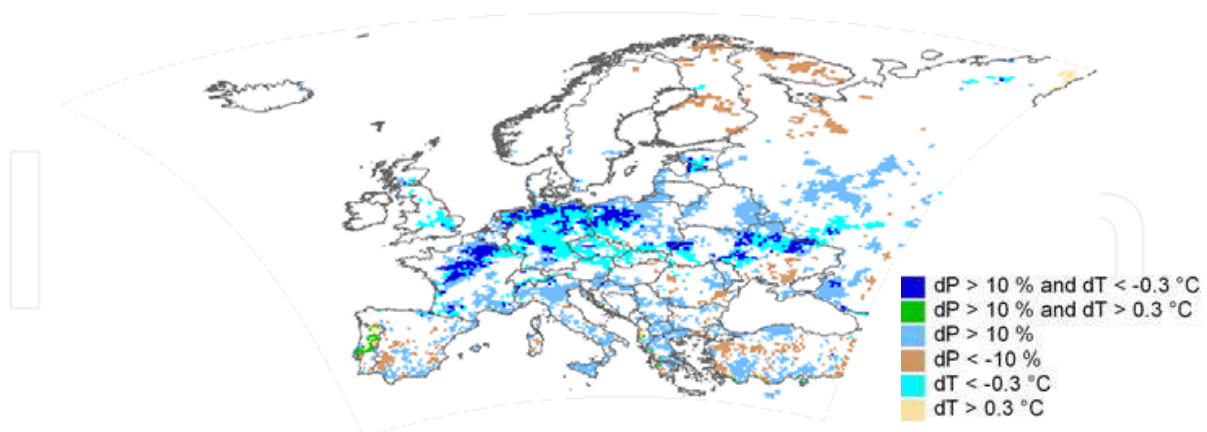 dP > 10 % and dT < -0.3 °C
dP > 10 % and dT > 0.3 °C
dP > 10 %
dP < -10 %
dT < -0.3 °C
dT > 0.3 °C